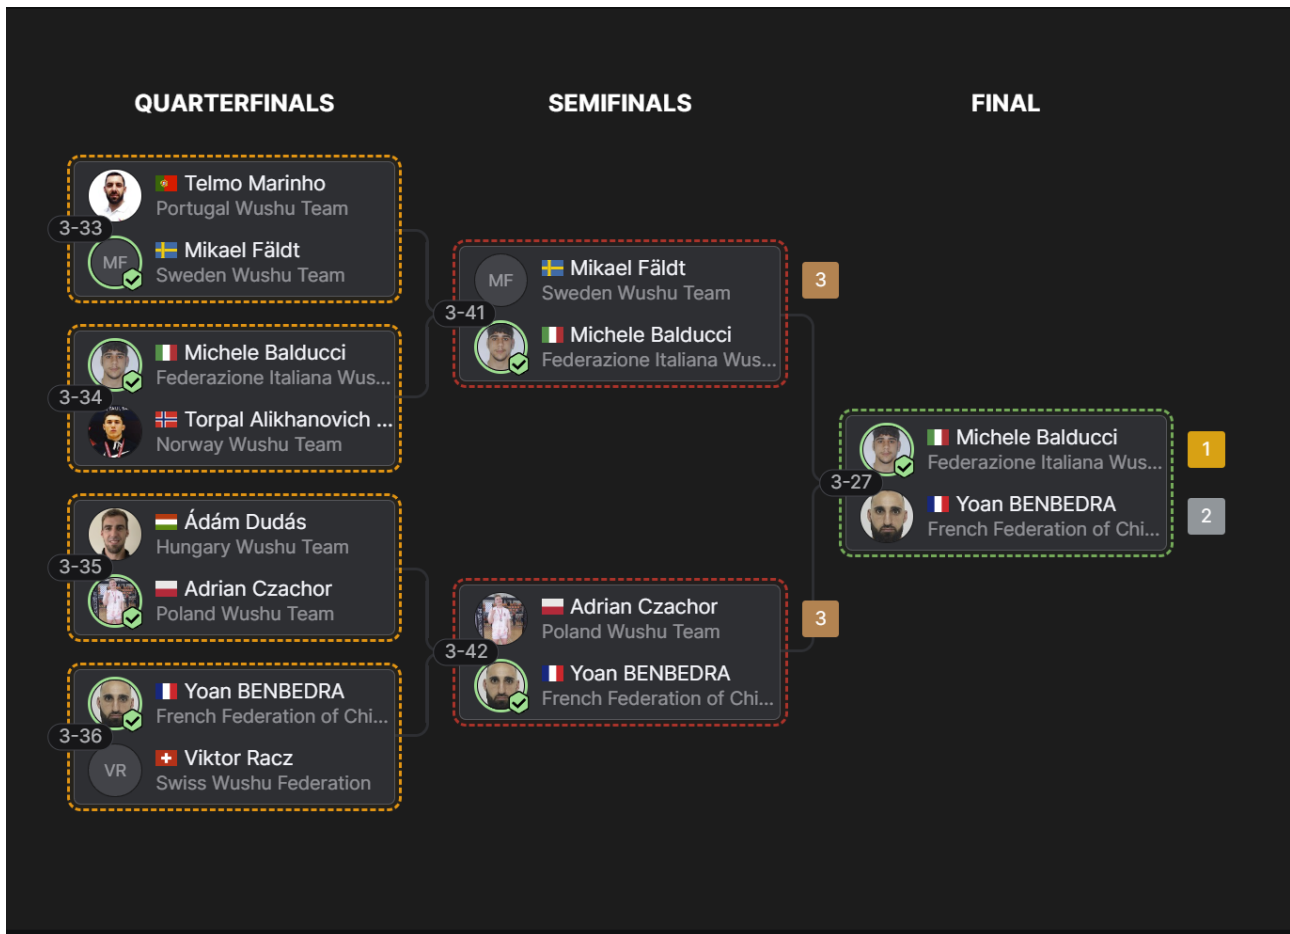 QUARTERFINALS
SEMIFINALS
FINAL
Telmo Marinho
Portugal Wushu Team
3-33
MF
Mikael Fäldt
Sweden Wushu Team
Michele Balducci
Federazione Italiana Wus...
3-34
Torpal Alikhanovich ...
Norway Wushu Team
Ádám Dudás
Hungary Wushu Team
3-35
Adrian Czachor
Poland Wushu Team
Yoan BENBEDRA
French Federation of Chi...
3-36
VR
Viktor Racz
Swiss Wushu Federation
MF
Mikael Fäldt
Sweden Wushu Team
3
3-41
Michele Balducci
Federazione Italiana Wus...
Adrian Czachor
Poland Wushu Team
3
3-42
Yoan BENBEDRA
French Federation of Chi...
Michele Balducci
Federazione Italiana Wus...
1
3-27
Yoan BENBEDRA
French Federation of Chi...
2